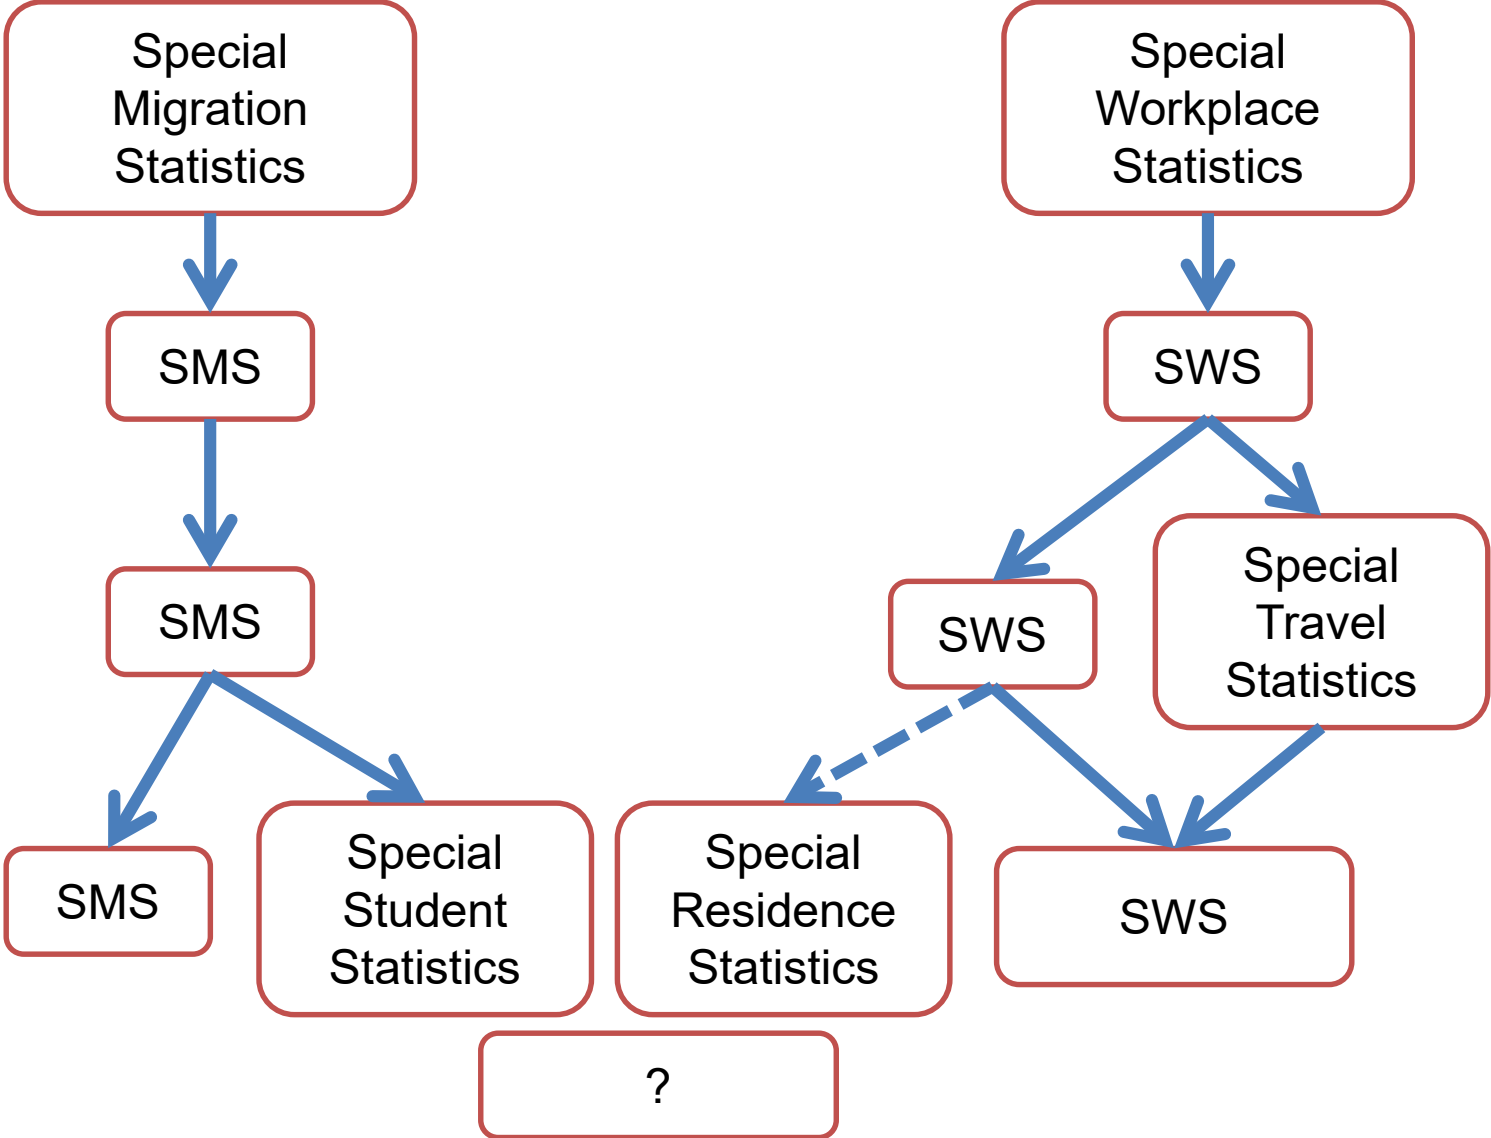 Special
Migration
Statistics
Special
Workplace
Statistics
SMS
SWS
SMS
SWS
Special
Travel
Statistics
SMS
Special
Student
Statistics
Special
Residence
Statistics
SWS
?